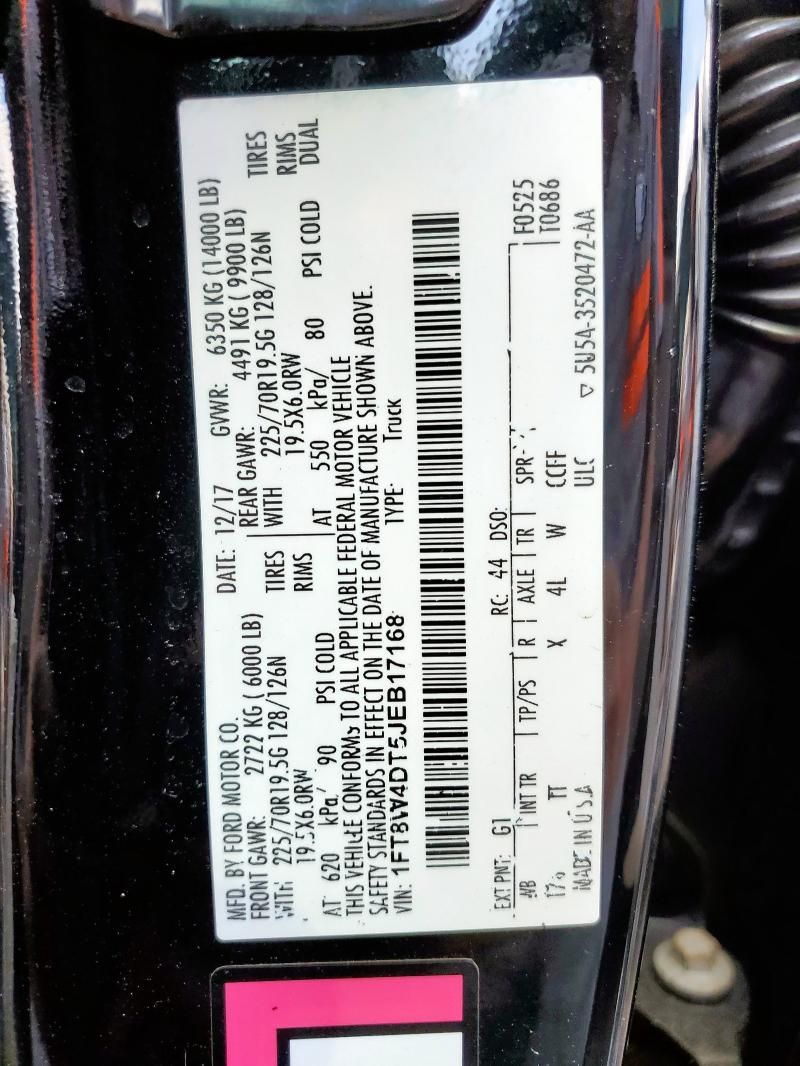 MFD. BY FORD MOTOR CO. DATE: 12/17 GVWR: 6350 KG (14000 LB)
FRONT GAWR: 2722 KG ( 6000 LB) REAR GAWR: 4491 KG ( 9900 LB)
WITH 225/70R19.5G 128/126N TIRES WITH 225/70R19.5G 128/126N TIRES
19.5X6.0RW RIMS 19.5X6.0RW RIMS
AT 620 kPa/ 90 PSI COLD AT 550 kPa/ 80 PSI COLD DUAL
THIS VEHICLE CONFORMS TO ALL APPLICABLE FEDERAL MOTOR VEHICLE
SAFETY STANDARDS IN EFFECT ON THE DATE OF MANUFACTURE SHOWN ABOVE.
VIN: 1FT8W4DT5JEB17168 TYPE: Truck
EXT PNT: G1 RC: 44 DSO: F0525
WB INT TR TP/PS R AXLE TR SPR T0686
176 TT X 4L W CCFF
MADE IN U.S.A ULC 5U5A-3520472-AA